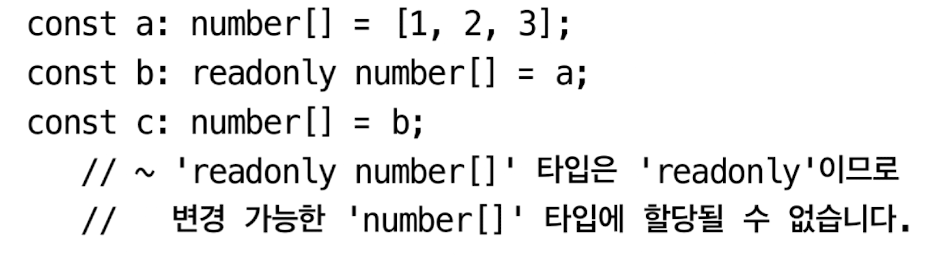 const a: number[] = [1, 2, 3];
const b: readonly number[] = a;
const c: number[] = b;
// ~ 'readonly number[]' 타입은 'readonly'이므로
// 변경 가능한 'number[]' 타입에 할당될 수 없습니다.